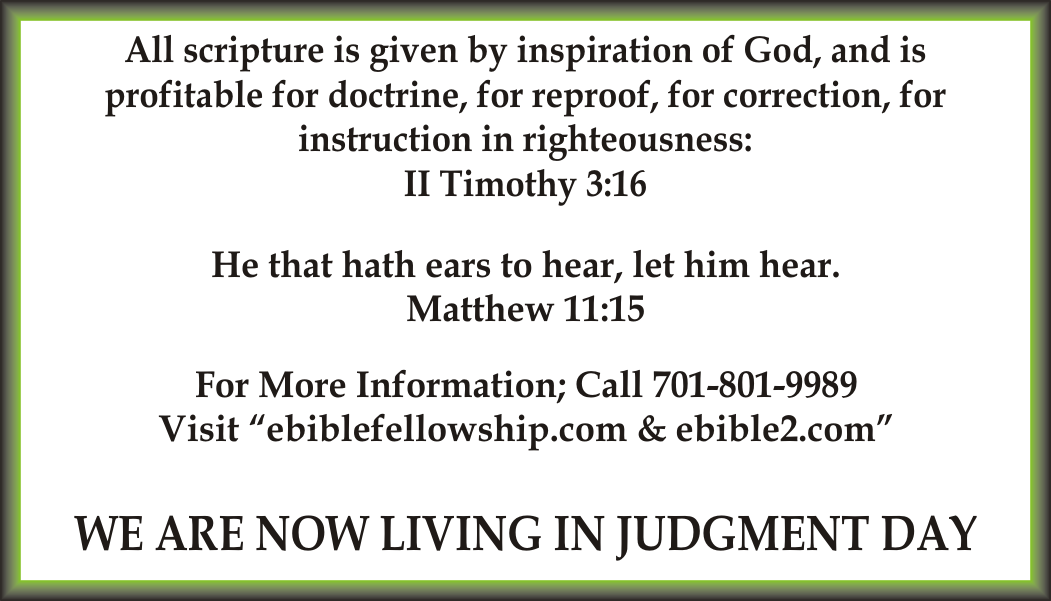 All scripture is given by inspiration of God, and is
profitable for doctrine, for reproof, for correction, for
instruction in righteousness:
II Timothy 3:16
He that hath ears to hear, let him hear.
Matthew 11:15
For More Information; Call 701-801-9989
Visit “ebiblefellowship.com & ebible2.com”
WE ARE NOW LIVING IN JUDGMENT DAY